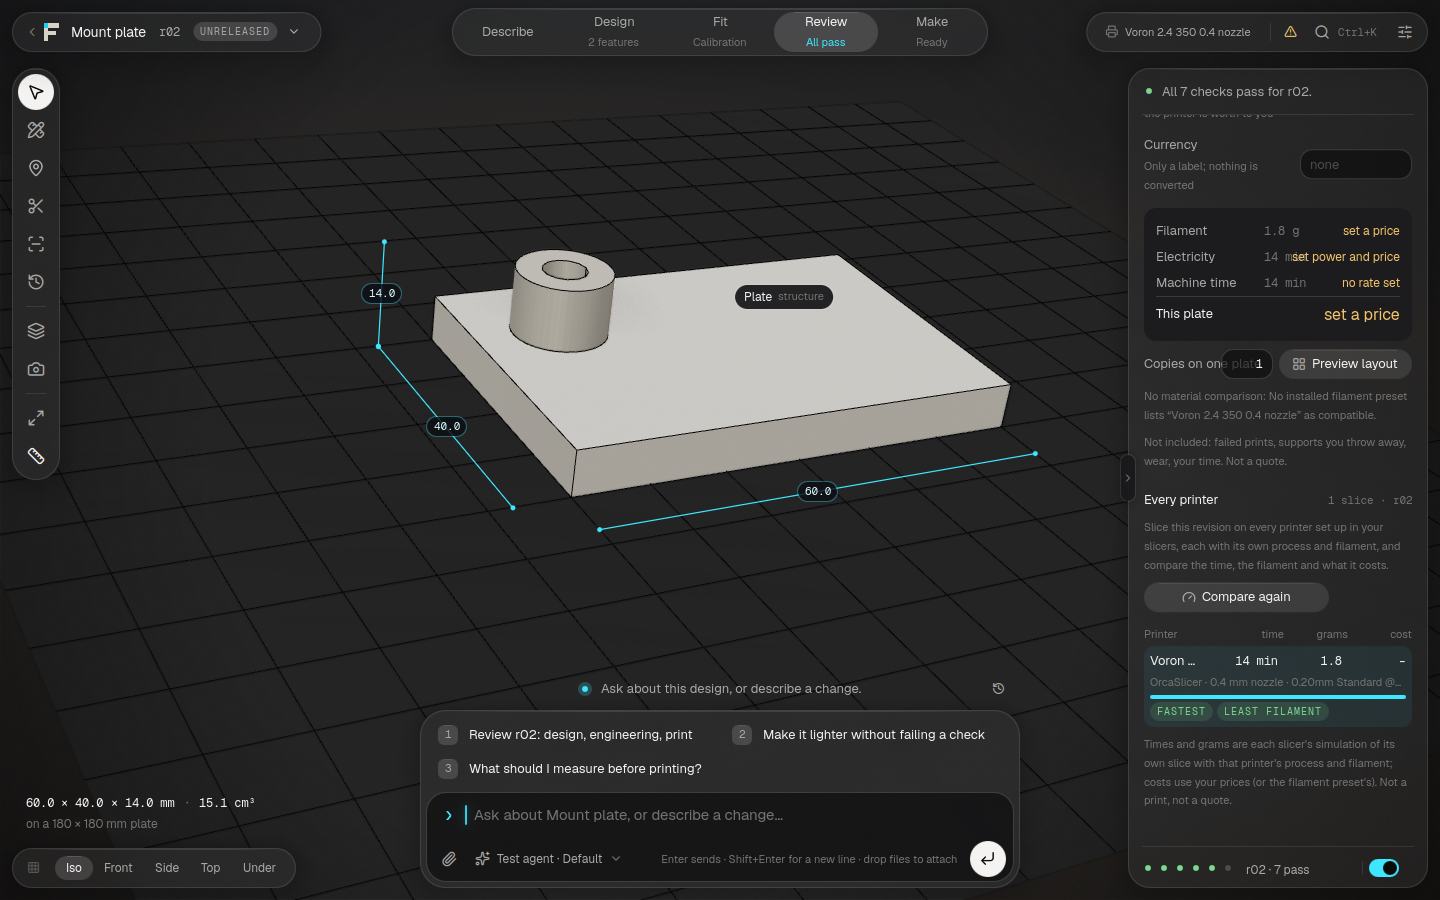 Mount plate r02 UNRELEASED
Describe
Design
2 features
Fit
Calibration
Review
All pass
Make
Ready
Voron 2.4 350 0.4 nozzle
Ctrl+K
All 7 checks pass for r02.
the printer is worth to you
Currency
Only a label; nothing is
converted
none
Filament 1.8 g set a price
Electricity 14 min set power and price
Machine time 14 min no rate set
This plate set a price
Copies on one plate 1 Preview layout
No material comparison: No installed filament preset
lists “Voron 2.4 350 0.4 nozzle” as compatible.
Not included: failed prints, supports you throw away,
wear, your time. Not a quote.
Every printer 1 slice · r02
Slice this revision on every printer set up in your
slicers, each with its own process and filament, and
compare the time, the filament and what it costs.
Compare again
Printer time grams cost
Voron … 14 min 1.8 –
OrcaSlicer · 0.4 mm nozzle · 0.20mm Standard @…
FASTEST LEAST FILAMENT
Times and grams are each slicer's simulation of its
own slice with that printer's process and filament;
costs use your prices (or the filament preset's). Not a
print, not a quote.
r02 · 7 pass
14.0
40.0
60.0
Plate structure
Ask about this design, or describe a change.
1 Review r02: design, engineering, print
2 Make it lighter without failing a check
3 What should I measure before printing?
Ask about Mount plate, or describe a change…
Test agent · Default
Enter sends · Shift+Enter for a new line · drop files to attach
60.0 × 40.0 × 14.0 mm · 15.1 cm³
on a 180 × 180 mm plate
Iso Front Side Top Under